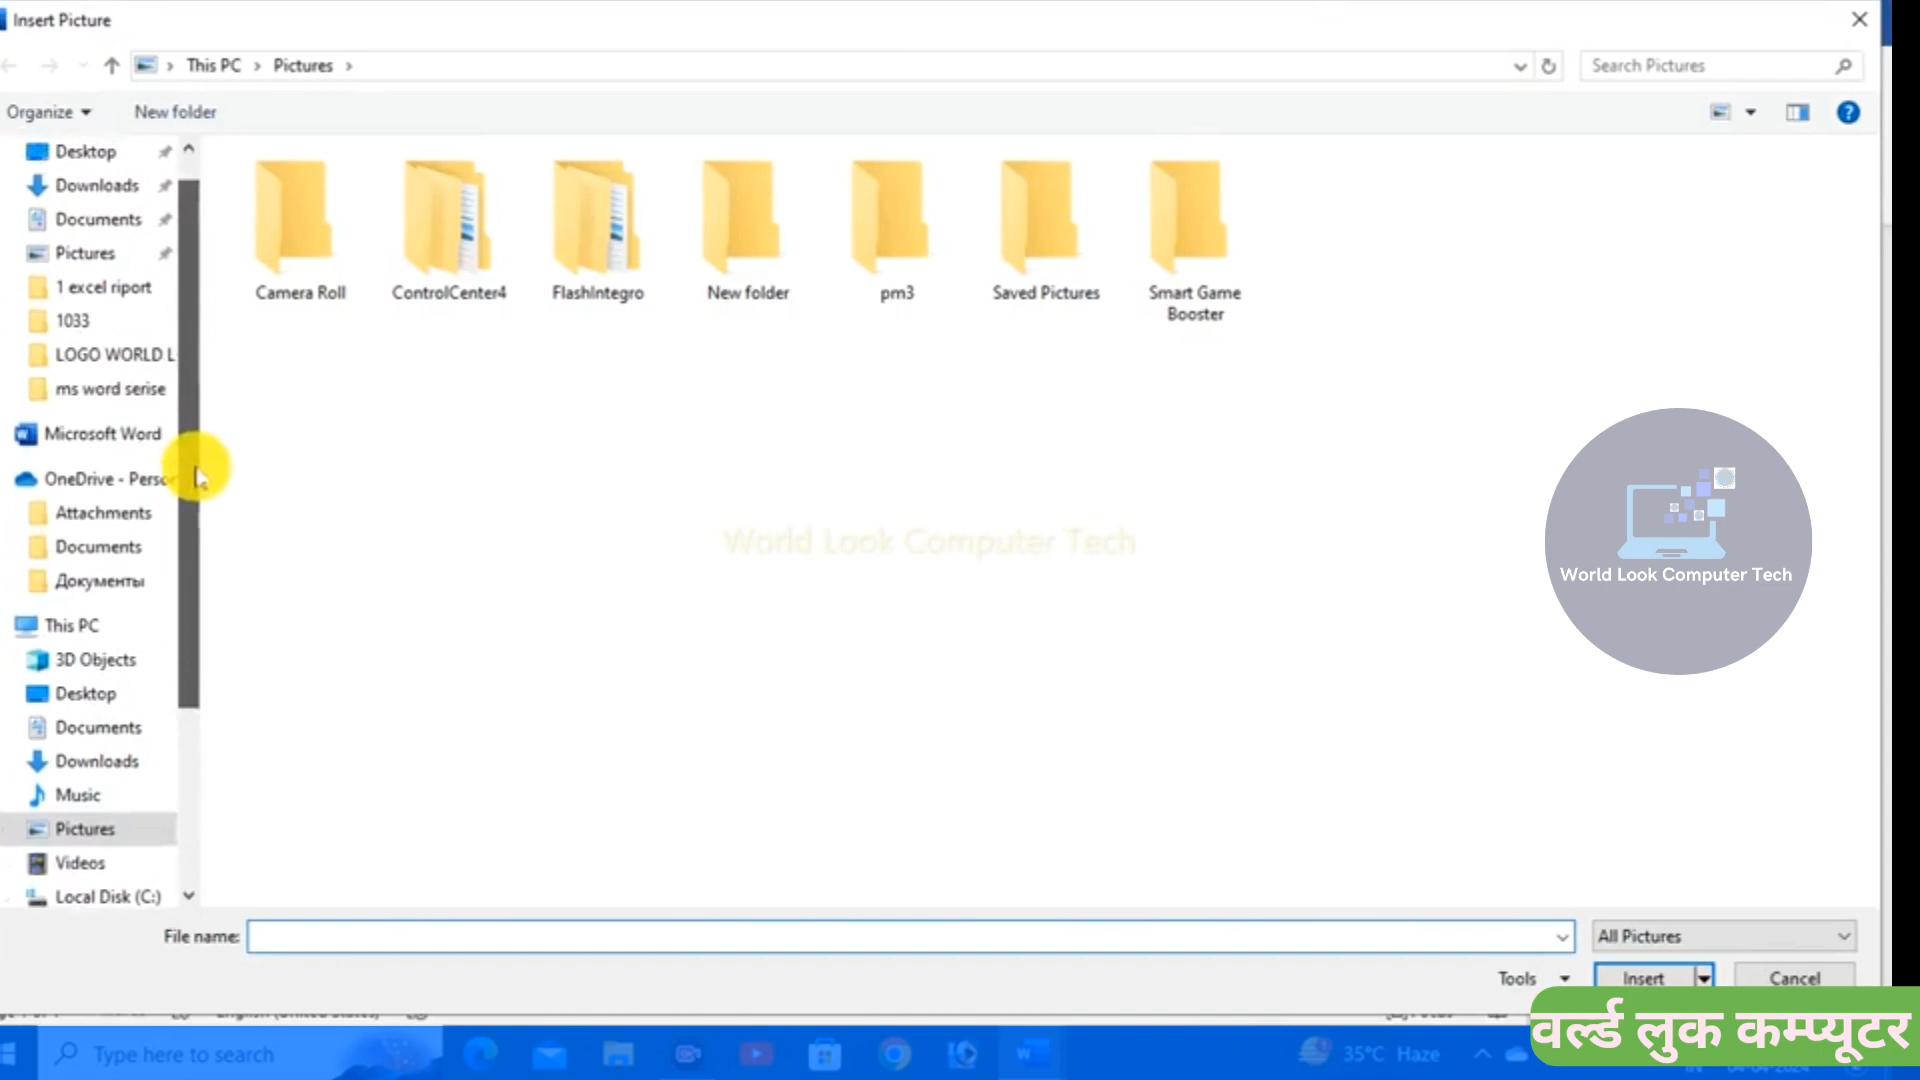 Insert Picture
This PC > Pictures >
Search Pictures
Organize
New folder
Desktop
Downloads
Documents
Pictures
1 excel riport
1033
LOGO WORLD L
ms word serise
Microsoft Word
OneDrive - Perso
Attachments
Documents
Документы
This PC
3D Objects
Desktop
Documents
Downloads
Music
Pictures
Videos
Local Disk (C:)
Camera Roll
ControlCenter4
FlashIntegro
New folder
pm3
Saved Pictures
Smart Game
Booster
World Look Computer Tech
World Look Computer Tech
File name:
All Pictures
Tools
Insert
Cancel
वर्ल्ड लुक कम्प्यूटर
Type here to search
35°C Haze